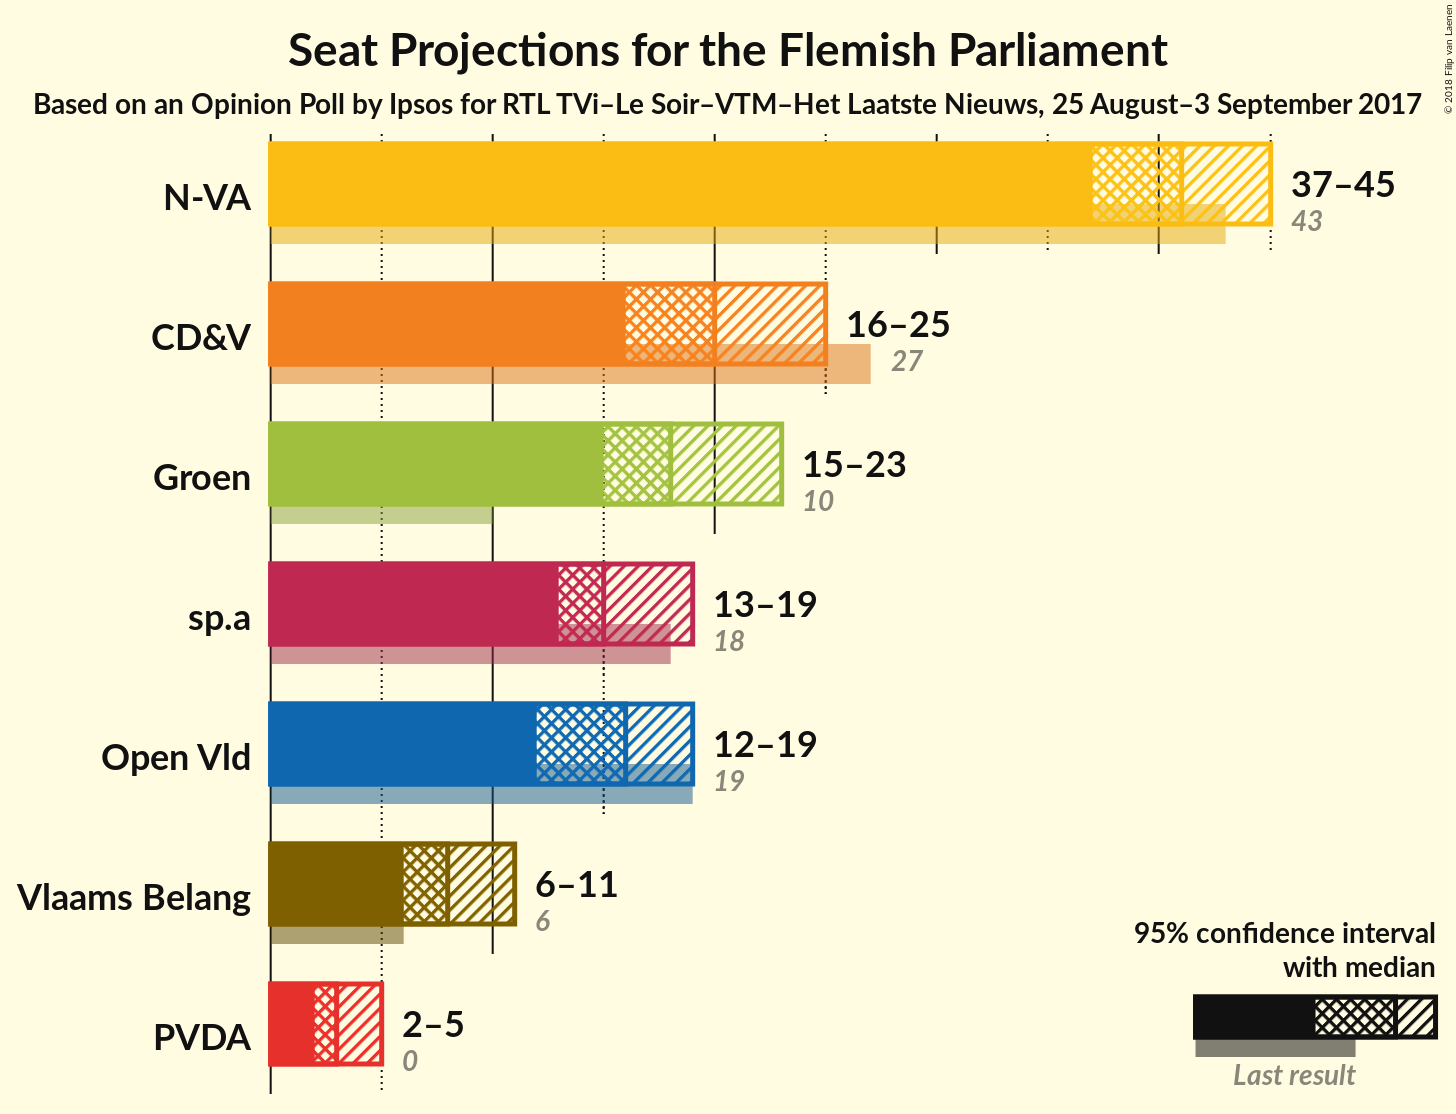 Seat Projections for the Flemish Parliament
Based on an Opinion Poll by Ipsos for RTL TVi–Le Soir–VTM–Het Laatste Nieuws, 25 August–3 September 2017
© 2018 Filip van Laenen
N-VA
37–45
43
CD&V
16–25
27
Groen
15–23
10
sp.a
13–19
18
Open Vld
12–19
19
Vlaams Belang
6–11
6
PVDA
2–5
0
95% confidence interval
with median
Last result